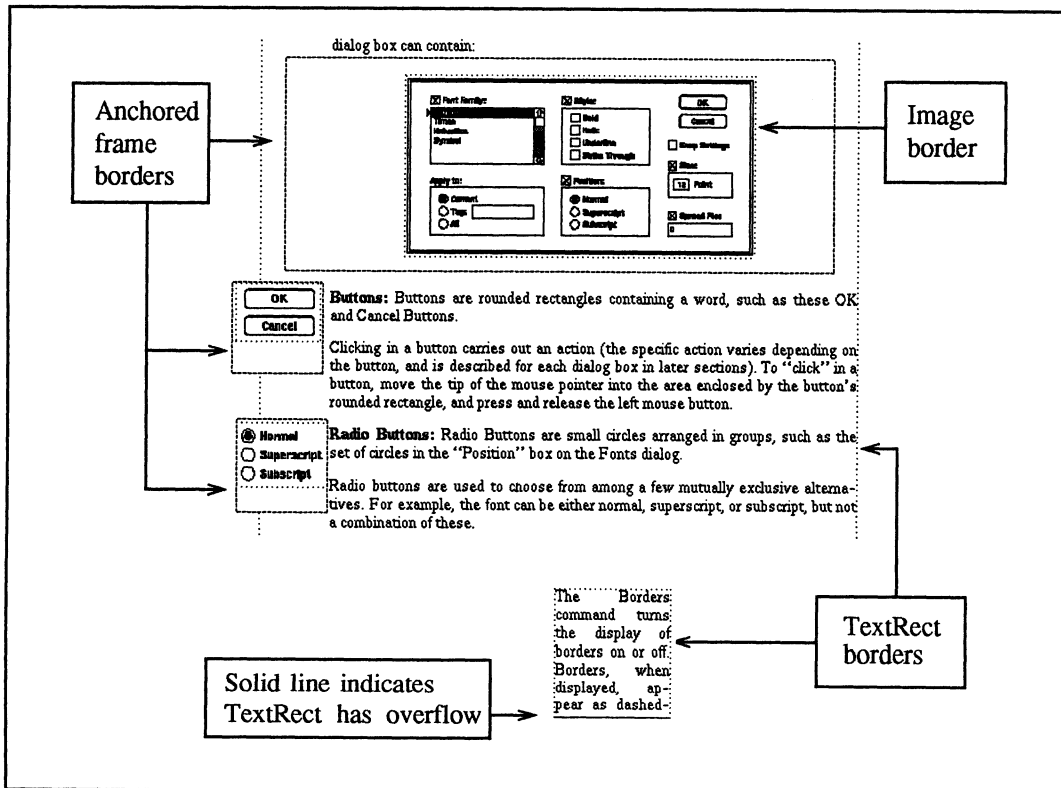 dialog box can contain:
Anchored
frame
borders
Image
border
Font Family:
Times
Helvetica
Symbol
Styles:
Bold
Italic
Underline
Strike Through
OK
Cancel
Keep Settings
Size:
12 Point
Apply to:
Current
Tags
All
Position:
Normal
Superscript
Subscript
Spread Pics
0
OK
Cancel
Buttons: Buttons are rounded rectangles containing a word, such as these OK
and Cancel Buttons.
Clicking in a button carries out an action (the specific action varies depending on
the button, and is described for each dialog box in later sections). To “click” in a
button, move the tip of the mouse pointer into the area enclosed by the button’s
rounded rectangle, and press and release the left mouse button.
Normal
Superscript
Subscript
Radio Buttons: Radio Buttons are small circles arranged in groups, such as the
set of circles in the “Position” box on the Fonts dialog.
Radio buttons are used to choose from among a few mutually exclusive alterna-
tives. For example, the font can be either normal, superscript, or subscript, but not
a combination of these.
The Borders
command turns
the display of
borders on or off.
Borders, when
displayed, ap-
pear as dashed-
TextRect
borders
Solid line indicates
TextRect has overflow